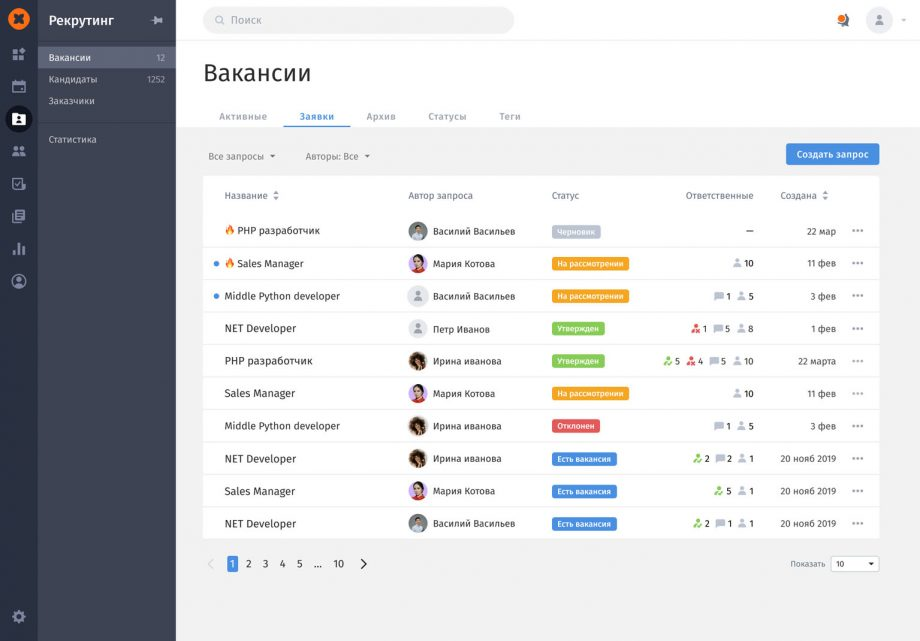 Рекрутинг
Поиск
Вакансии 12
Кандидаты 1252
Заказчики
Статистика
Вакансии
Активные Заявки Архив Статусы Теги
Все запросы Авторы: Все Создать запрос
Название Автор запроса Статус Ответственные Создана
PHP разработчик Василий Васильев Черновик — 22 мар
Sales Manager Мария Котова На рассмотрении 10 11 фев
Middle Python developer Василий Васильев На рассмотрении 1 5 3 фев
NET Developer Петр Иванов Утвержден 1 5 8 1 фев
PHP разработчик Ирина иванова Утвержден 5 4 5 10 22 марта
Sales Manager Мария Котова На рассмотрении 10 11 фев
Middle Python developer Ирина иванова Отклонен 1 5 3 фев
NET Developer Ирина иванова Есть вакансия 2 2 1 20 нояб 2019
Sales Manager Мария Котова Есть вакансия 5 1 20 нояб 2019
NET Developer Василий Васильев Есть вакансия 2 1 1 20 нояб 2019
1 2 3 4 5 ... 10 Показать 10